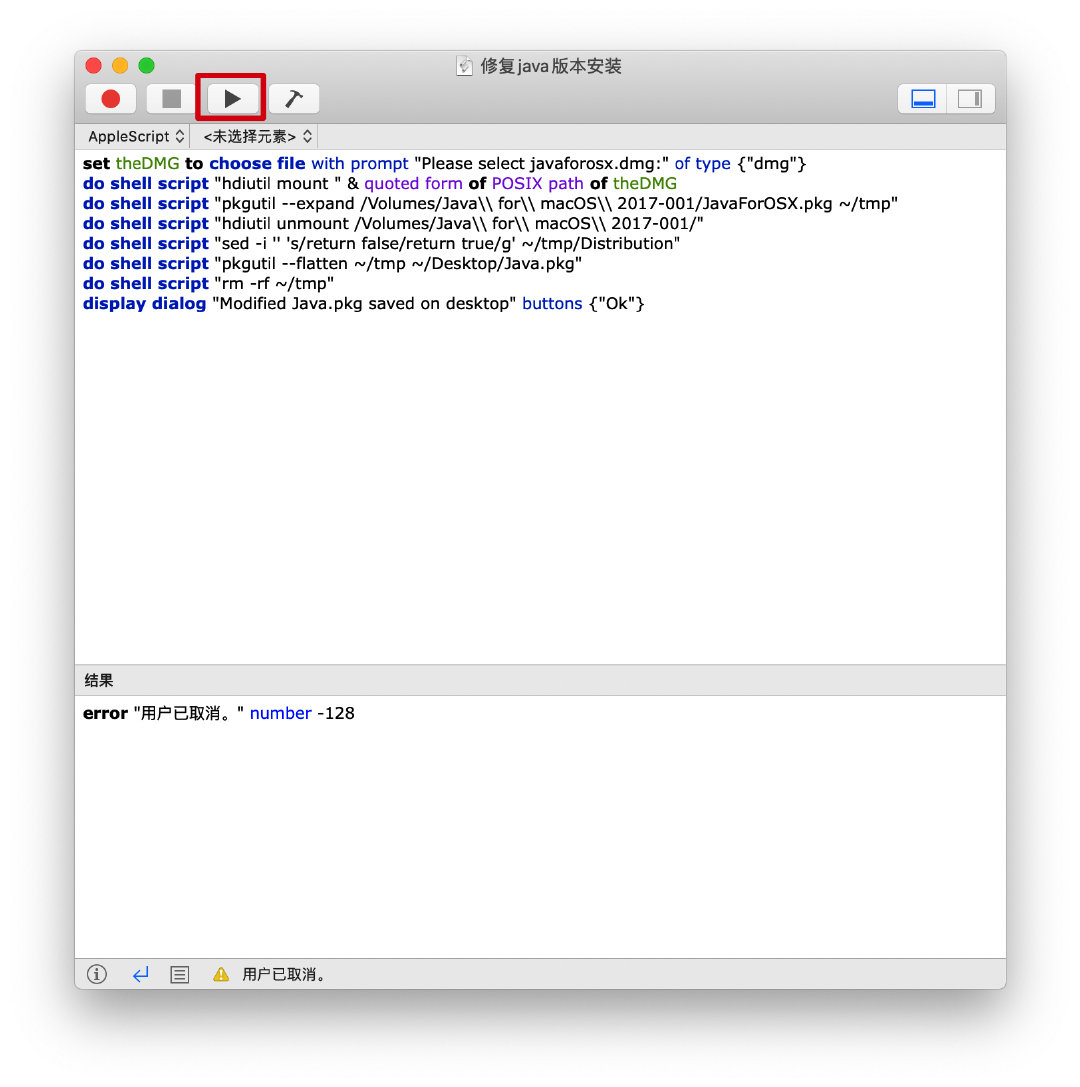 修复java版本安装
AppleScript <未选择元素>
set theDMG to choose file with prompt "Please select javaforosx.dmg:" of type {"dmg"}
do shell script "hdiutil mount " & quoted form of POSIX path of theDMG
do shell script "pkgutil --expand /Volumes/Java\\ for\\ macOS\\ 2017-001/JavaForOSX.pkg ~/tmp"
do shell script "hdiutil unmount /Volumes/Java\\ for\\ macOS\\ 2017-001/"
do shell script "sed -i '' 's/return false/return true/g' ~/tmp/Distribution"
do shell script "pkgutil --flatten ~/tmp ~/Desktop/Java.pkg"
do shell script "rm -rf ~/tmp"
display dialog "Modified Java.pkg saved on desktop" buttons {"Ok"}
结果
error "用户已取消。" number -128
用户已取消。